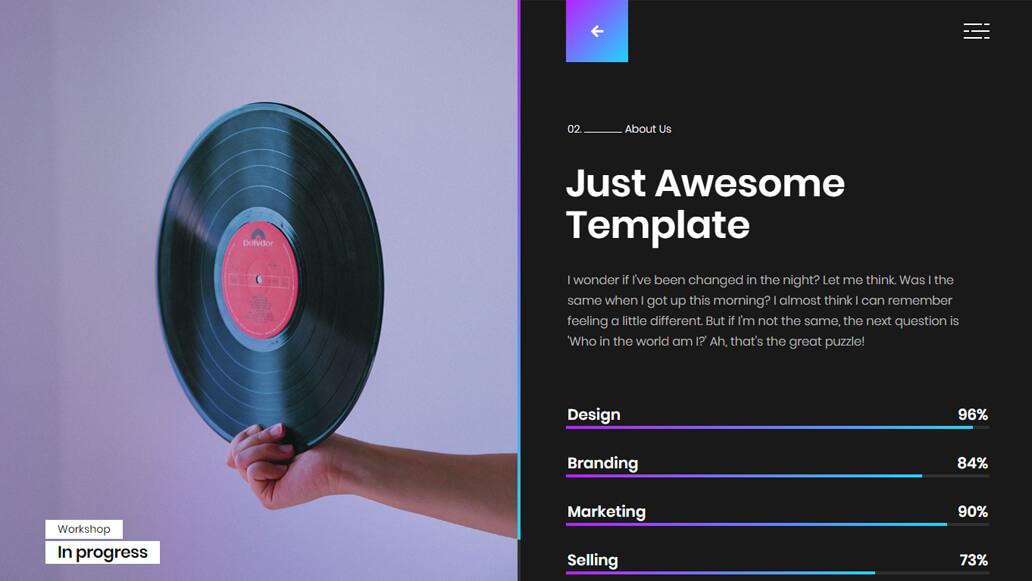 polydor
Workshop
In progress
02. About Us
Just Awesome
Template
I wonder if I've been changed in the night? Let me think. Was I the
same when I got up this morning? I almost think I can remember
feeling a little different. But if I'm not the same, the next question is
'Who in the world am I?' Ah, that's the great puzzle!
Design 96%
Branding 84%
Marketing 90%
Selling 73%